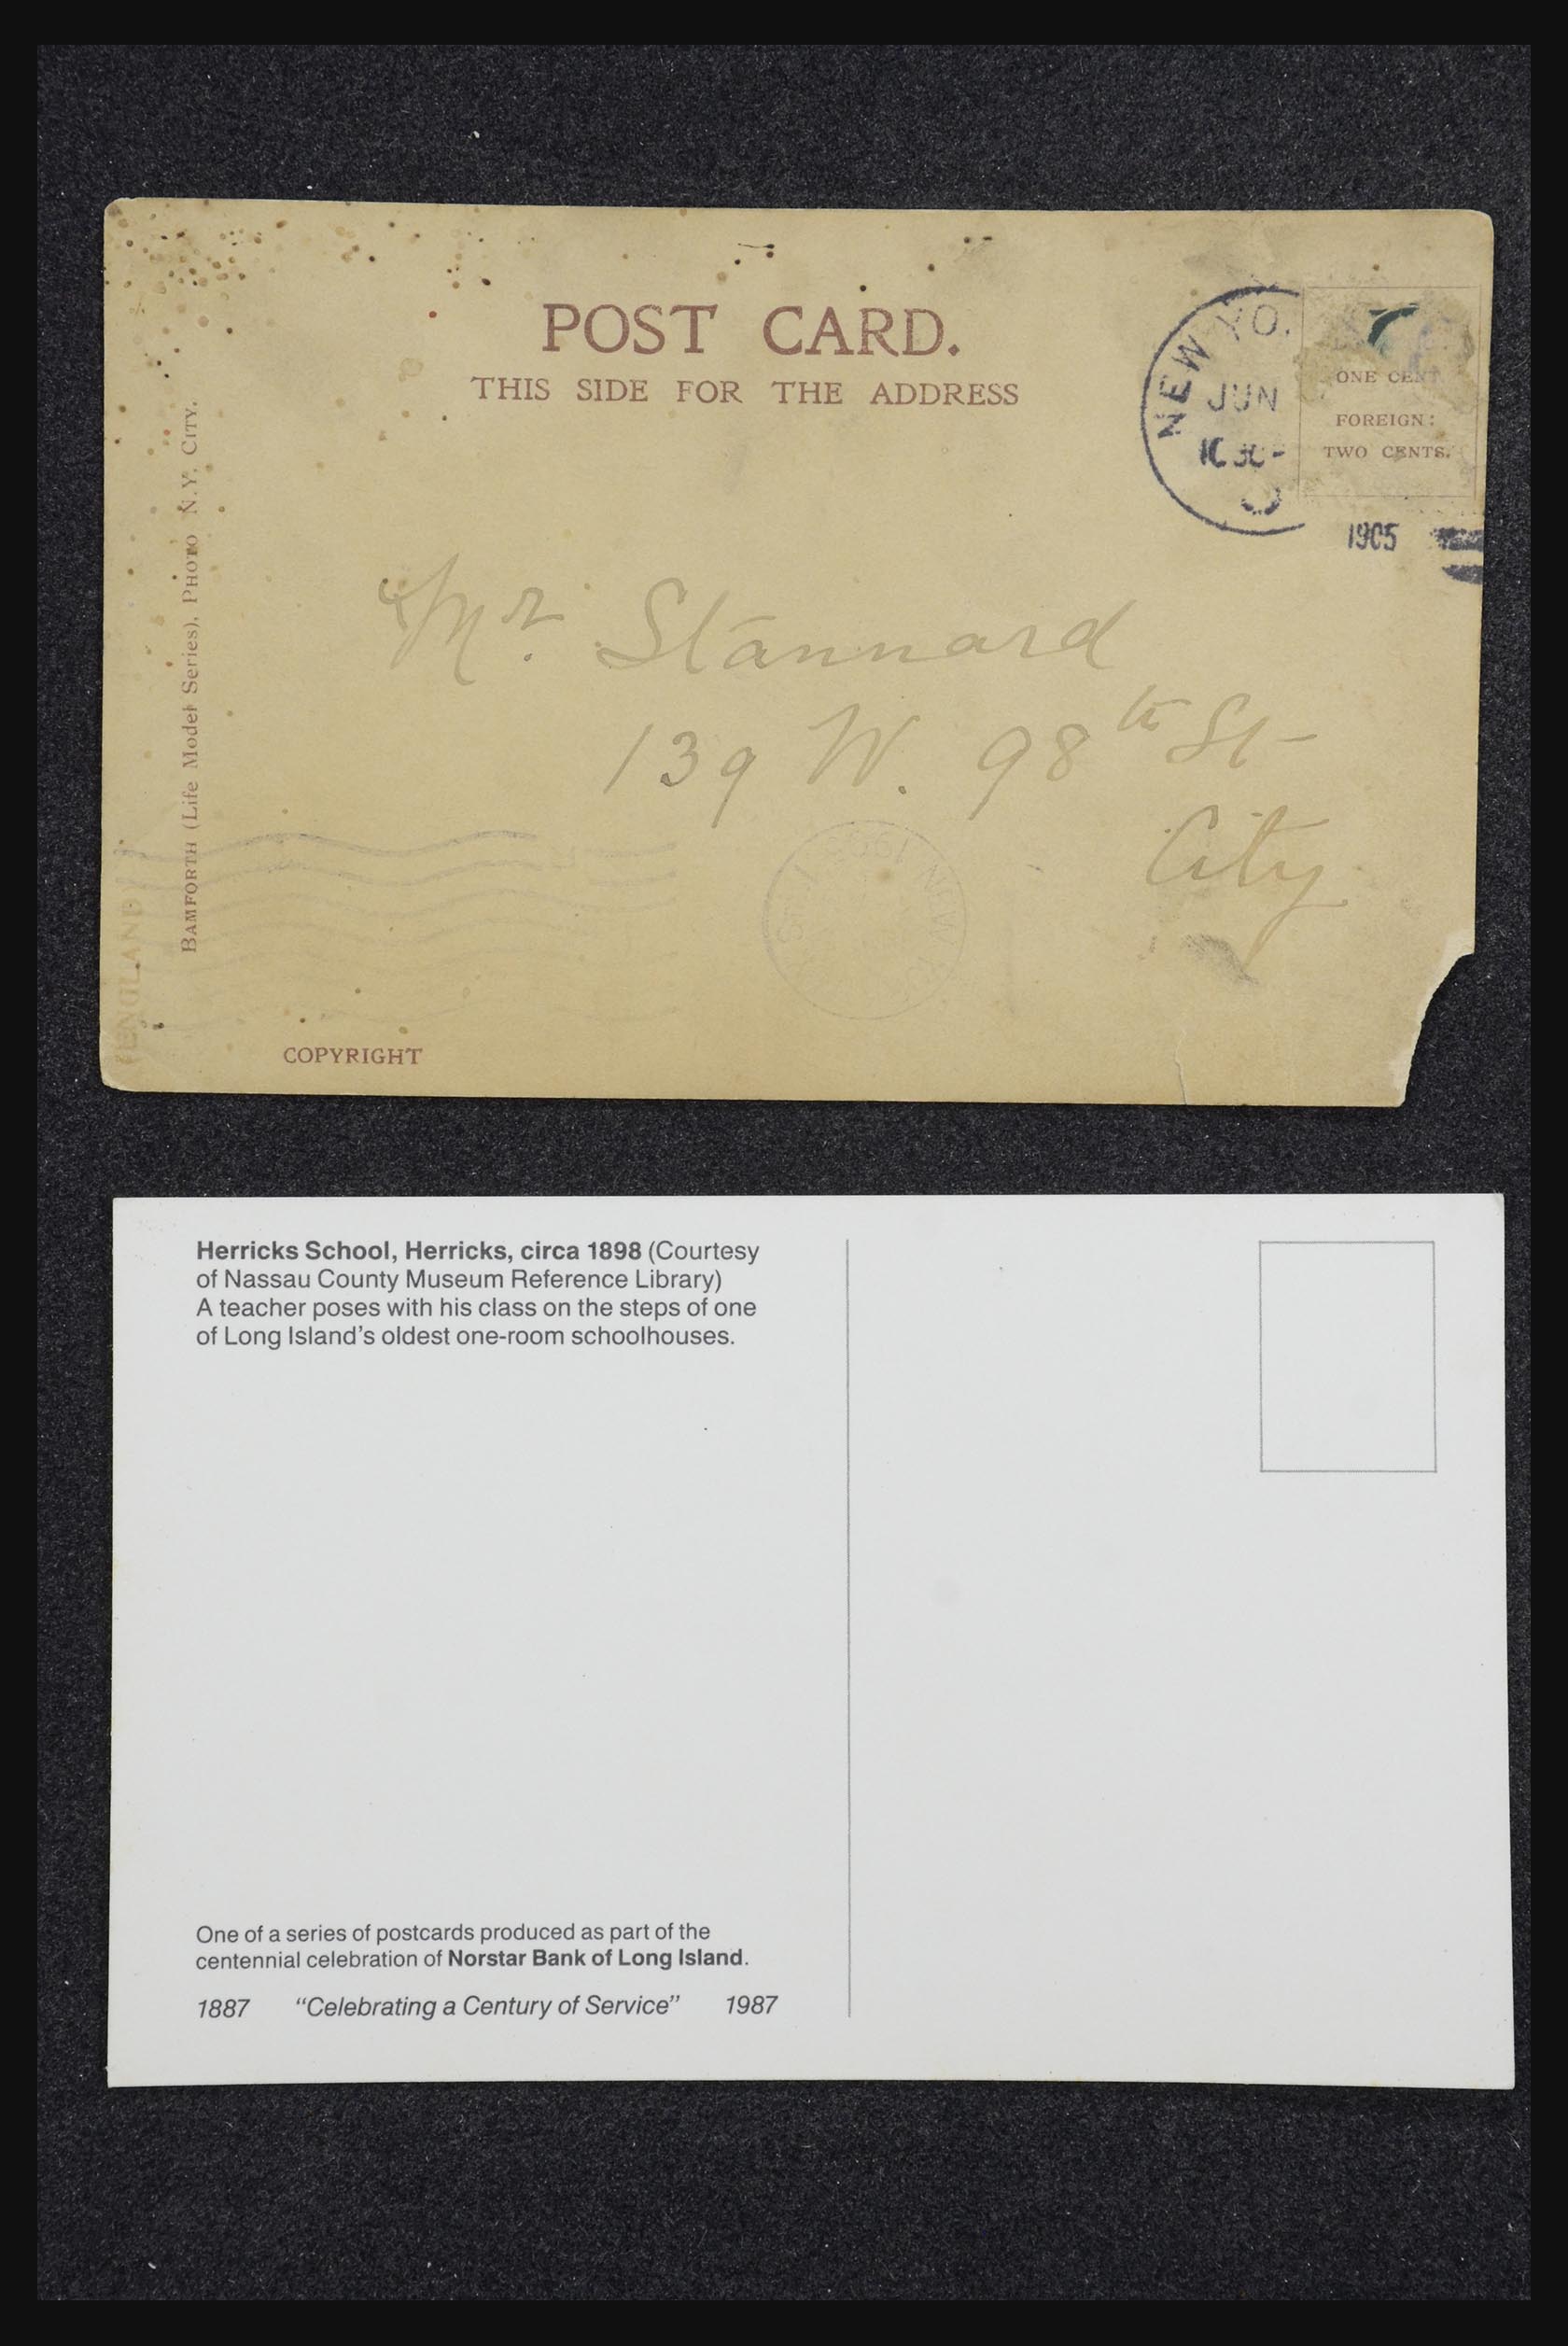 POST CARD.
THIS SIDE FOR THE ADDRESS
NEW YO.
JUN
1905
ONE CENT.
FOREIGN:
TWO CENTS.
Mr. Stannard
139 W. 98th St
City
BAMFORTH (Life Model Series), PHOTO N.Y. CITY.
(ENGLAND)
COPYRIGHT
Herricks School, Herricks, circa 1898 (Courtesy
of Nassau County Museum Reference Library)
A teacher poses with his class on the steps of one
of Long Island's oldest one-room schoolhouses.
One of a series of postcards produced as part of the
centennial celebration of Norstar Bank of Long Island.
1887 "Celebrating a Century of Service" 1987